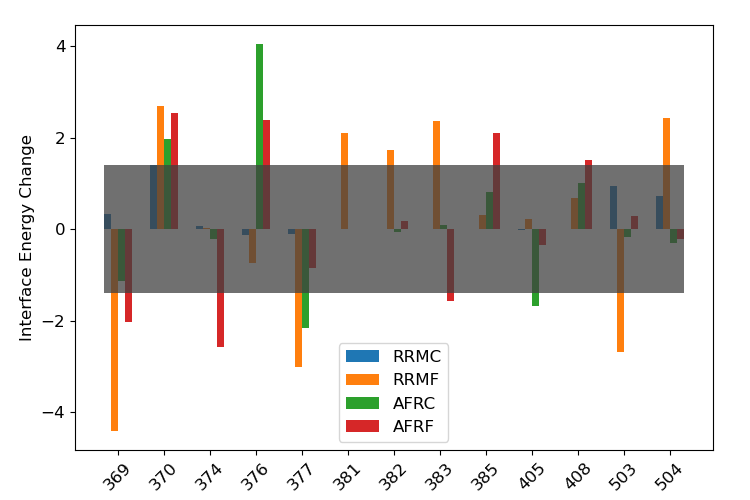 Interface Energy Change
4
2
0
−2
−4
RRMC
RRMF
AFRC
AFRF
369 370 374 376 377 381 382 383 385 405 408 503 504